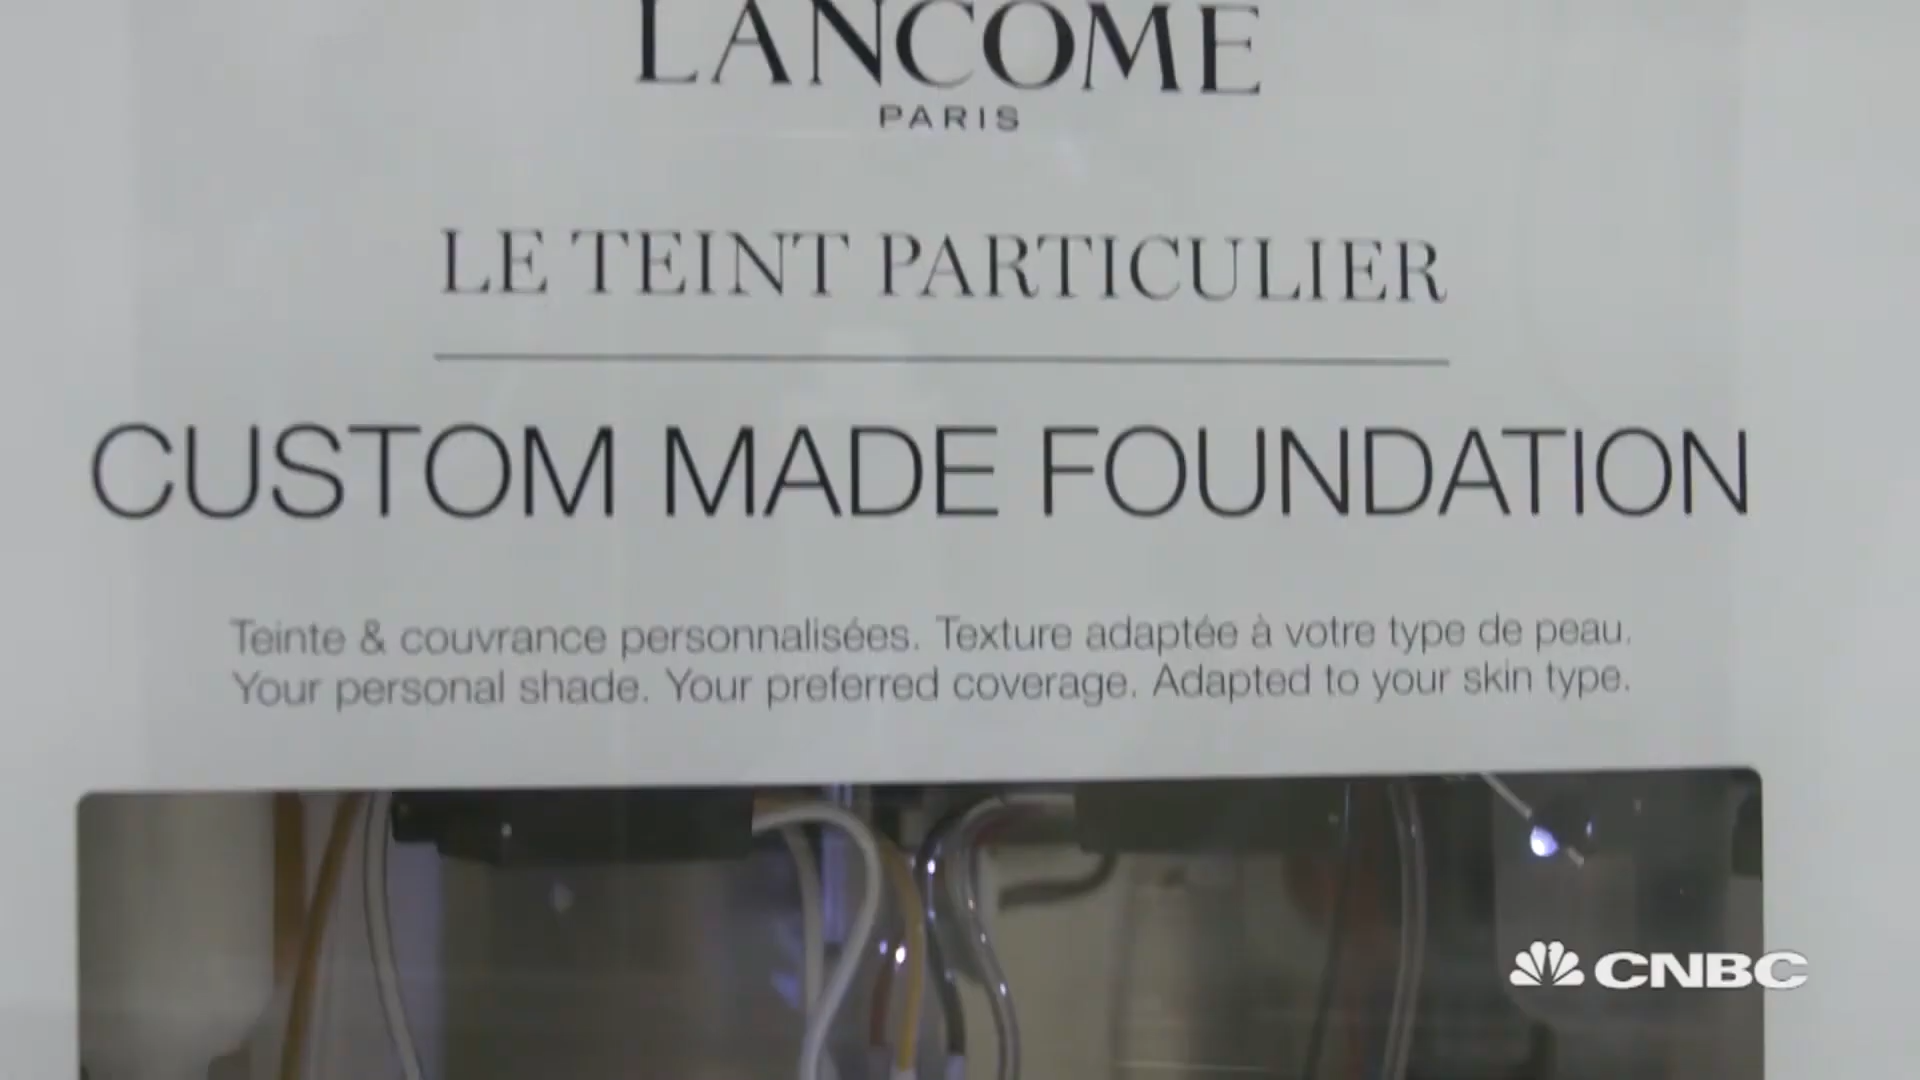 LANCOME
PARIS
LE TEINT PARTICULIER
CUSTOM MADE FOUNDATION
Teinte & couvrance personnalisées. Texture adaptée à votre type de peau.
Your personal shade. Your preferred coverage. Adapted to your skin type.
CNBC